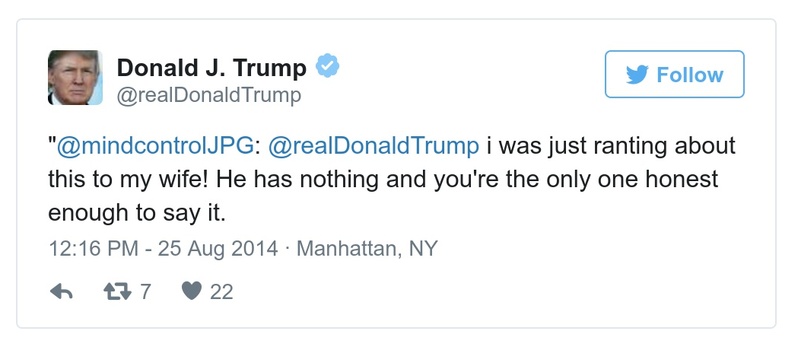 Donald J. Trump
@realDonaldTrump
Follow
"@mindcontrolJPG: @realDonaldTrump i was just ranting about
this to my wife! He has nothing and you're the only one honest
enough to say it.
12:16 PM - 25 Aug 2014 · Manhattan, NY
7 22